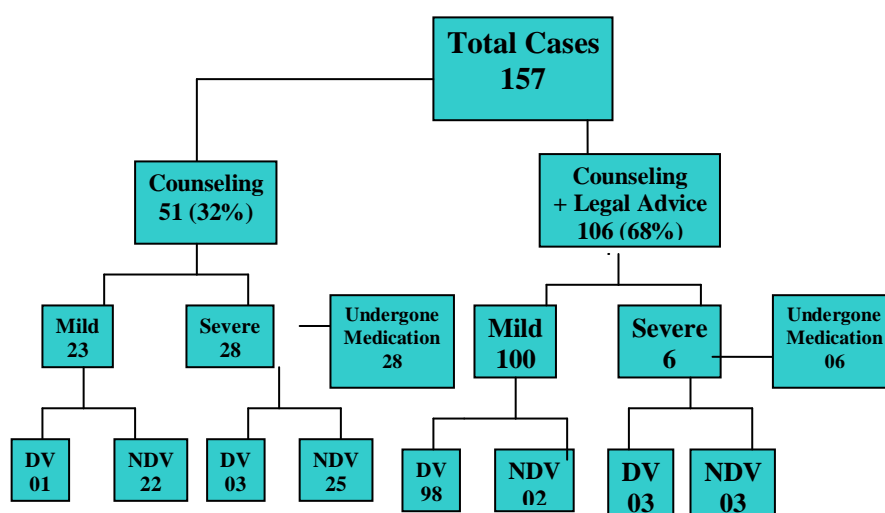 Total Cases
157
Counseling
51 (32%)
Counseling
+ Legal Advice
106 (68%)
Mild
23
Severe
28
Undergone
Medication
28
Mild
100
Severe
6
Undergone
Medication
06
DV
01
NDV
22
DV
03
NDV
25
DV
98
NDV
02
DV
03
NDV
03